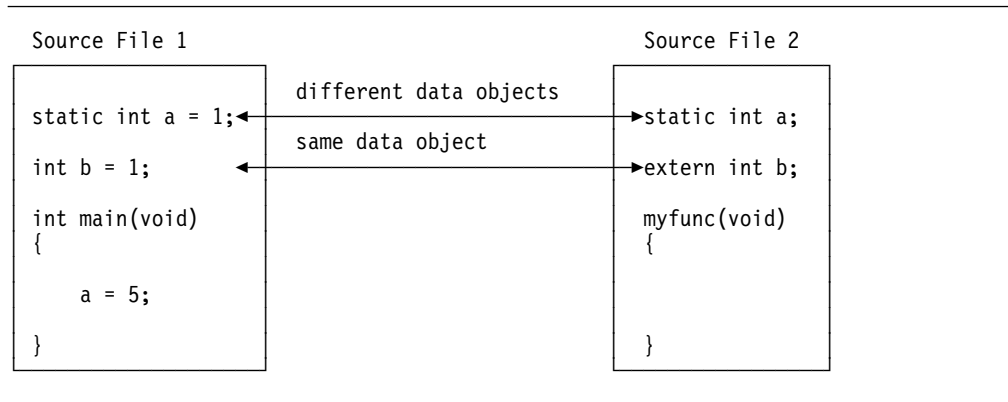 Source File 1
static int a = 1;
int b = 1;
int main(void)
{
a = 5;
}
different data objects
same data object
Source File 2
static int a;
extern int b;
myfunc(void)
{
}